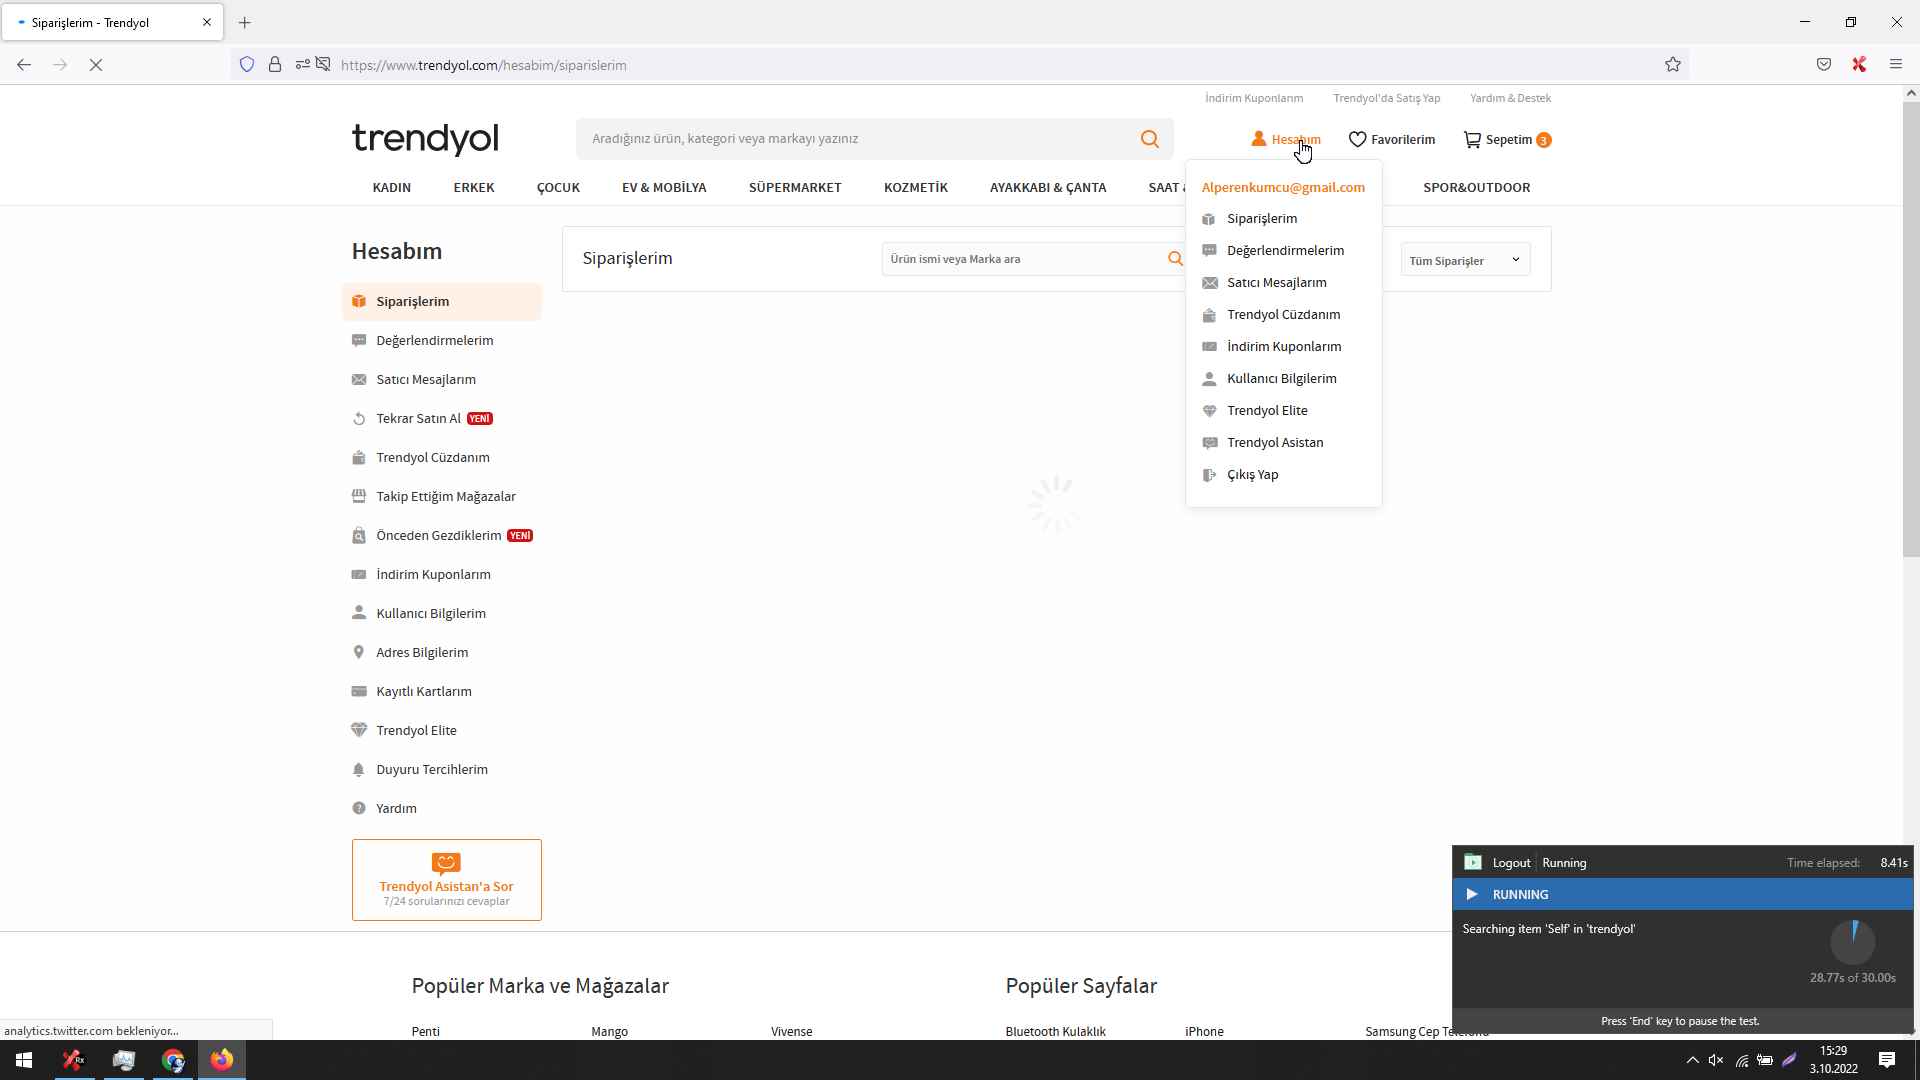 Siparişlerim - Trendyol
https://www.trendyol.com/hesabim/siparislerim
İndirim Kuponlarım
Trendyol'da Satış Yap
Yardım & Destek
trendyol
Aradığınız ürün, kategori veya markayı yazınız
Hesabım
Favorilerim
Sepetim 3
KADIN
ERKEK
ÇOCUK
EV & MOBİLYA
SÜPERMARKET
KOZMETİK
AYAKKABI & ÇANTA
SAAT
SPOR&OUTDOOR
Alperenkumcu@gmail.com
Siparişlerim
Değerlendirmelerim
Satıcı Mesajlarım
Trendyol Cüzdanım
İndirim Kuponlarım
Kullanıcı Bilgilerim
Trendyol Elite
Trendyol Asistan
Çıkış Yap
Hesabım
Siparişlerim
Değerlendirmelerim
Satıcı Mesajlarım
Tekrar Satın Al YENİ
Trendyol Cüzdanım
Takip Ettiğim Mağazalar
Önceden Gezdiklerim YENİ
İndirim Kuponlarım
Kullanıcı Bilgilerim
Adres Bilgilerim
Kayıtlı Kartlarım
Trendyol Elite
Duyuru Tercihlerim
Yardım
Trendyol Asistan'a Sor
7/24 sorularınızı cevaplar
Siparişlerim
Ürün ismi veya Marka ara
Tüm Siparişler
Popüler Marka ve Mağazalar
Penti
Mango
Vivense
Popüler Sayfalar
Bluetooth Kulaklık
iPhone
Samsung Cep Telefonu
analytics.twitter.com bekleniyor...
Logout
Running
Time elapsed: 8.41s
RUNNING
Searching item 'Self' in 'trendyol'
28.77s of 30.00s
Press 'End' key to pause the test.
15:29
3.10.2022